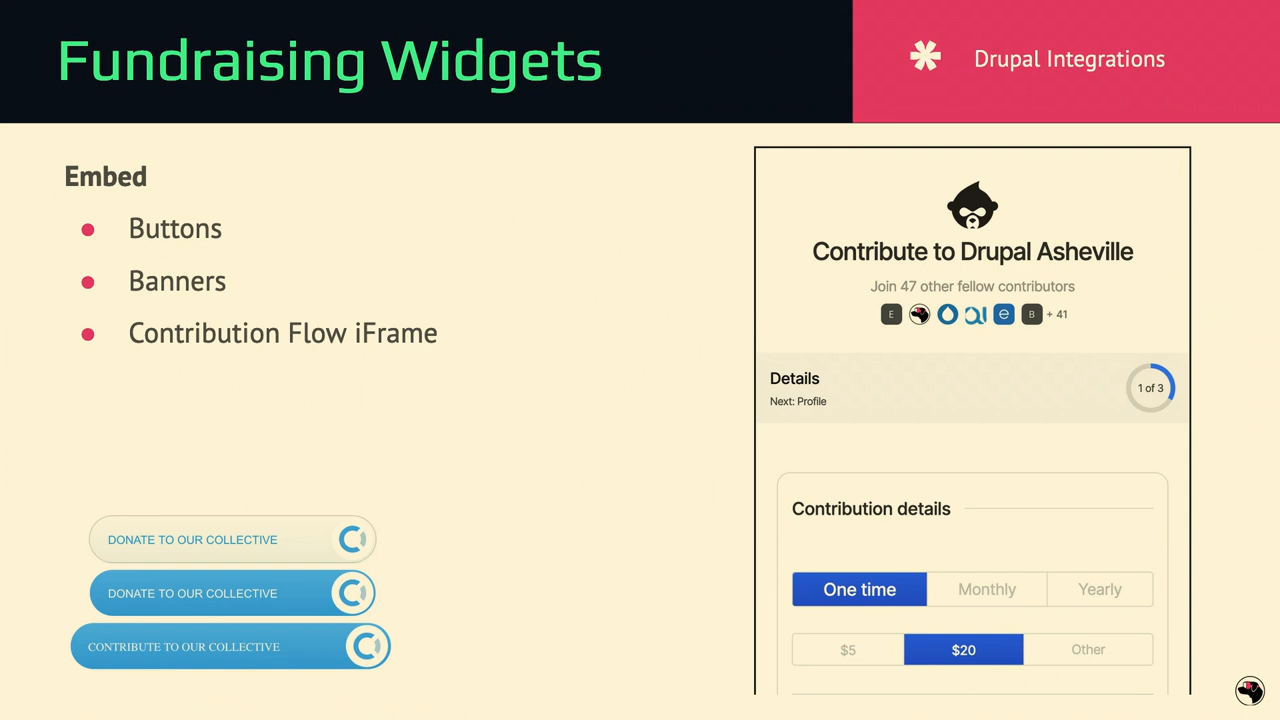 Fundraising Widgets
Drupal Integrations
Embed
Buttons
Banners
Contribution Flow iFrame
DONATE TO OUR COLLECTIVE
DONATE TO OUR COLLECTIVE
CONTRIBUTE TO OUR COLLECTIVE
Contribute to Drupal Asheville
Join 47 other fellow contributors
E B + 41
Details
Next: Profile
1 of 3
Contribution details
One time Monthly Yearly
$5 $20 Other